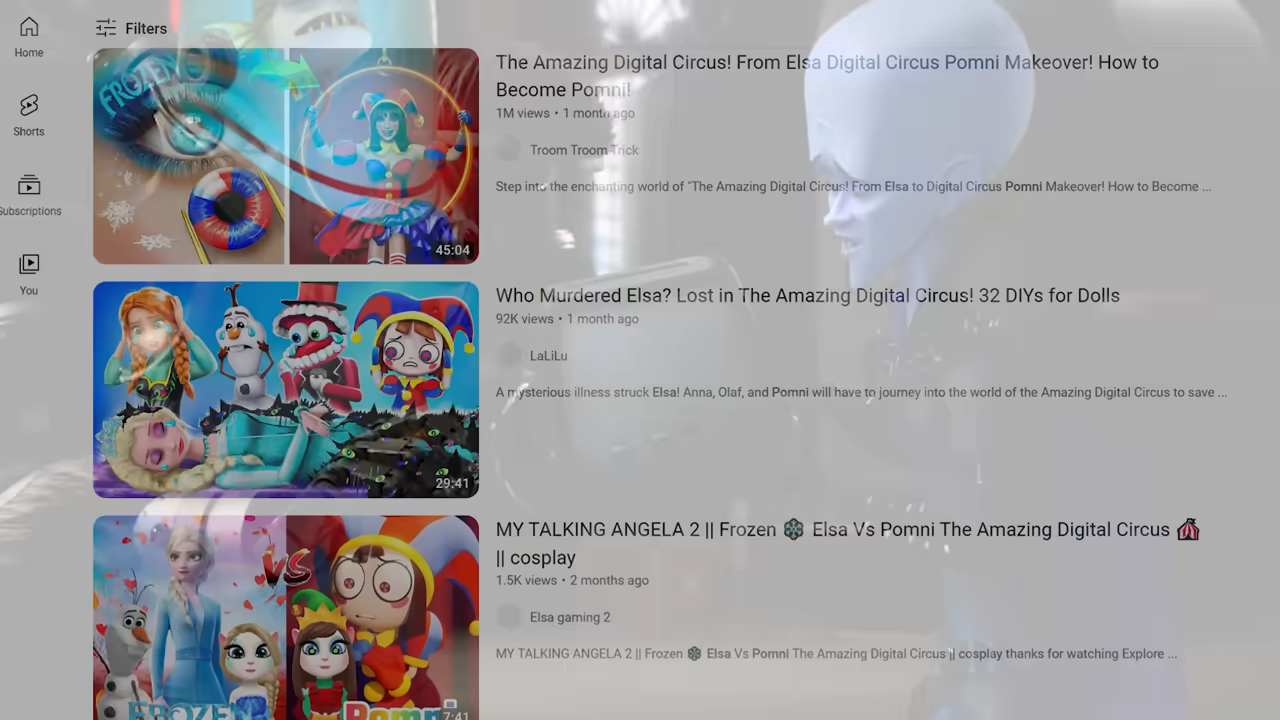 Home
Shorts
Subscriptions
You
Filters
FROZEN
45:04
The Amazing Digital Circus! From Elsa Digital Circus Pomni Makeover! How to
Become Pomni!
1M views • 1 month ago
Troom Troom Trick
Step into the enchanting world of "The Amazing Digital Circus! From Elsa to Digital Circus Pomni Makeover! How to Become ...
29:41
Who Murdered Elsa? Lost in The Amazing Digital Circus! 32 DIYs for Dolls
92K views • 1 month ago
LaLiLu
A mysterious illness struck Elsa! Anna, Olaf, and Pomni will have to journey into the world of the Amazing Digital Circus to save ...
VS
FROZEN
Pomni
7:41
MY TALKING ANGELA 2 || Frozen ❄️ Elsa Vs Pomni The Amazing Digital Circus 🎪
|| cosplay
1.5K views • 2 months ago
Elsa gaming 2
MY TALKING ANGELA 2 || Frozen ❄️ Elsa Vs Pomni The Amazing Digital Circus || cosplay thanks for watching Explore ...